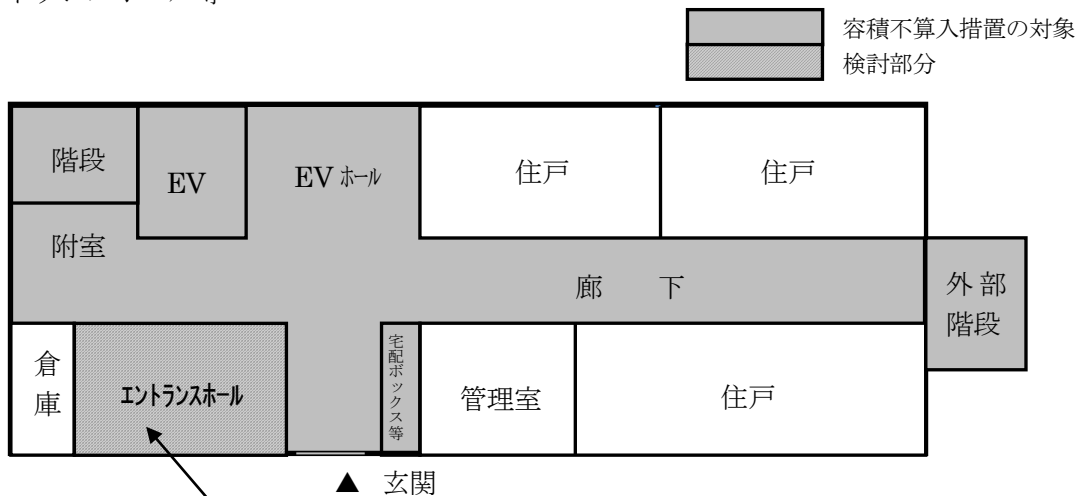 容積不算入措置の対象
検討部分
階段
EV
EV ホール
住戸
住戸
附室
廊　下
外部
階段
倉庫
エントランスホール
宅配ボックス等
管理室
住戸
▲ 玄関